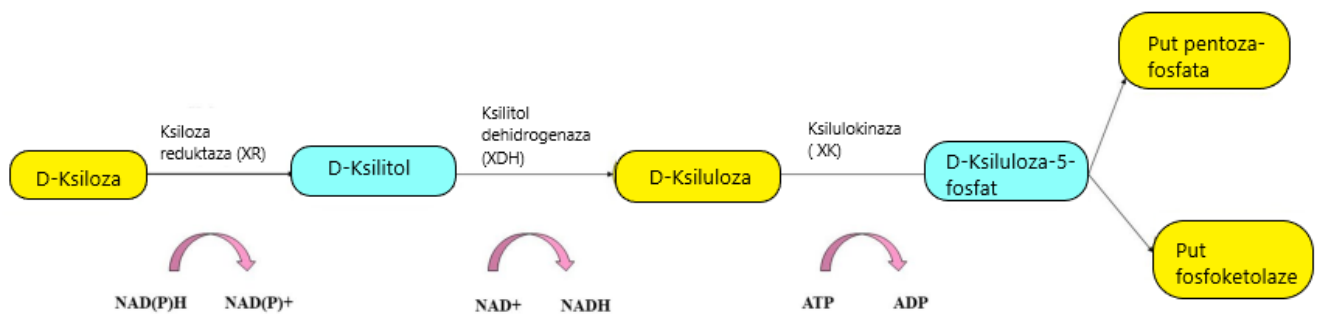 Put pentoza-
fosfata
Ksiloza
reduktaza (XR)
Ksilitol
dehidrogenaza
(XDH)
Ksilulokinaza
( XK)
D-Ksiloza
D-Ksilitol
D-Ksiluloza
D-Ksiluloza-5-
fosfat
Put
fosfoketolaze
NAD(P)H
NAD(P)+
NAD+
NADH
ATP
ADP